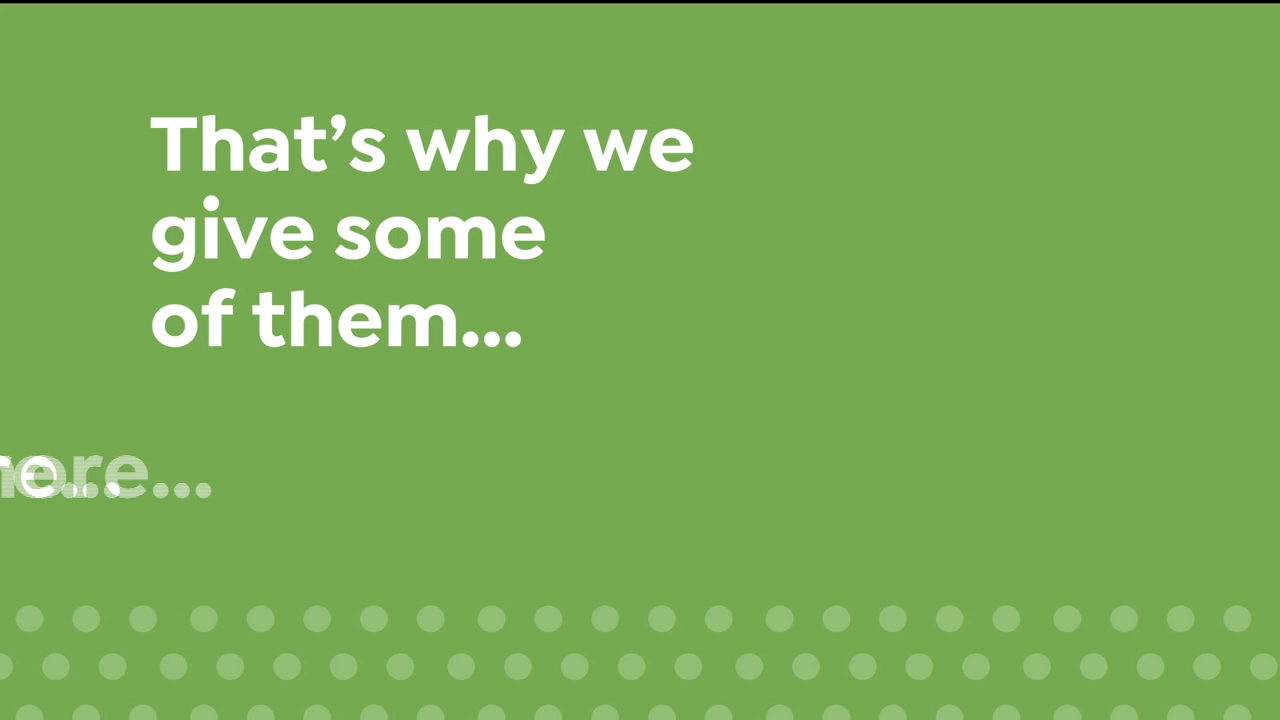 That’s why we
give some
of them...